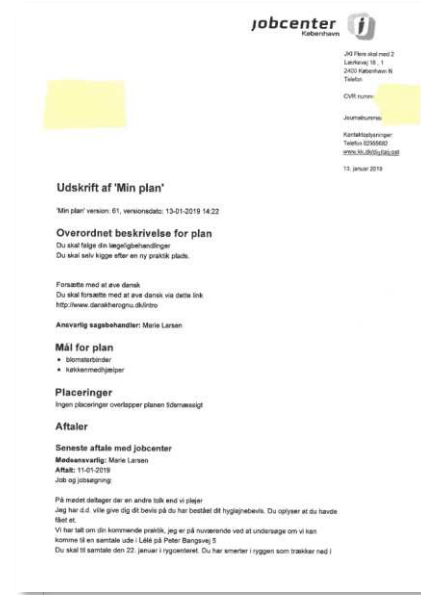 jobcenter
København
JKI Flere skal med 2
Lærkevej 18, 1
2400 København N
Telefon
CVR numm
Journalnummer
Kontaktoplysninger:
Telefon 82565682
13. januar 2019
Udskrift af 'Min plan'
'Min plan' version: 61, versionsdato: 13-01-2019 14:22
Overordnet beskrivelse for plan
Du skal følge din lægeligbehandlinger
Du skal selv kigge efter en ny praktik plads.
Forsætte med at øve dansk
Du skal forsætte med at øve dansk via dette link
http://www.danskherognu.dk/intro
Ansvarlig sagsbehandler: Marie Larsen
Mål for plan
• blomsterbinder
• køkkenmedhjælper
Placeringer
Ingen placeringer overlapper planen tidsmæssigt
Aftaler
Seneste aftale med jobcenter
Mødeansvarlig: Marie Larsen
Aftalt: 11-01-2019
Job og jobsøgning:
På mødet deltager der en andre tolk end vi plejer
Jag har d.d. ville give dig dit bevis på du har bestået dit hygiejnebevis. Du oplyser at du havde
fået et.
Vi har talt om din kommende praktik, jeg er på nuværende ved at undersøge om vi kan
komme til en samtale ude i Lélé på Peter Bangsvej 5
Du skal til samtale den 22. januar i rygcenteret. Du har smerter i ryggen som trækker ned i